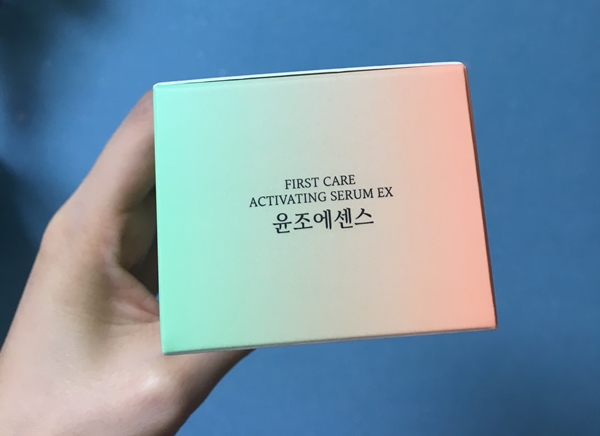 FIRST CARE
ACTIVATING SERUM EX
윤조에센스